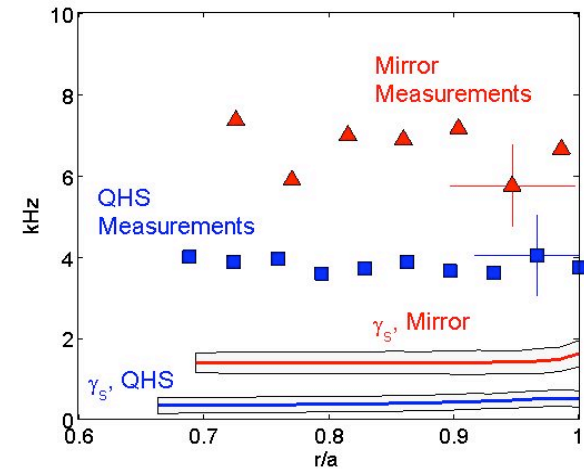 10
8
6
4
2
0
kHz
Mirror
Measurements
QHS
Measurements
γs, Mirror
γs, QHS
0.6
0.7
0.8
0.9
1
r/a